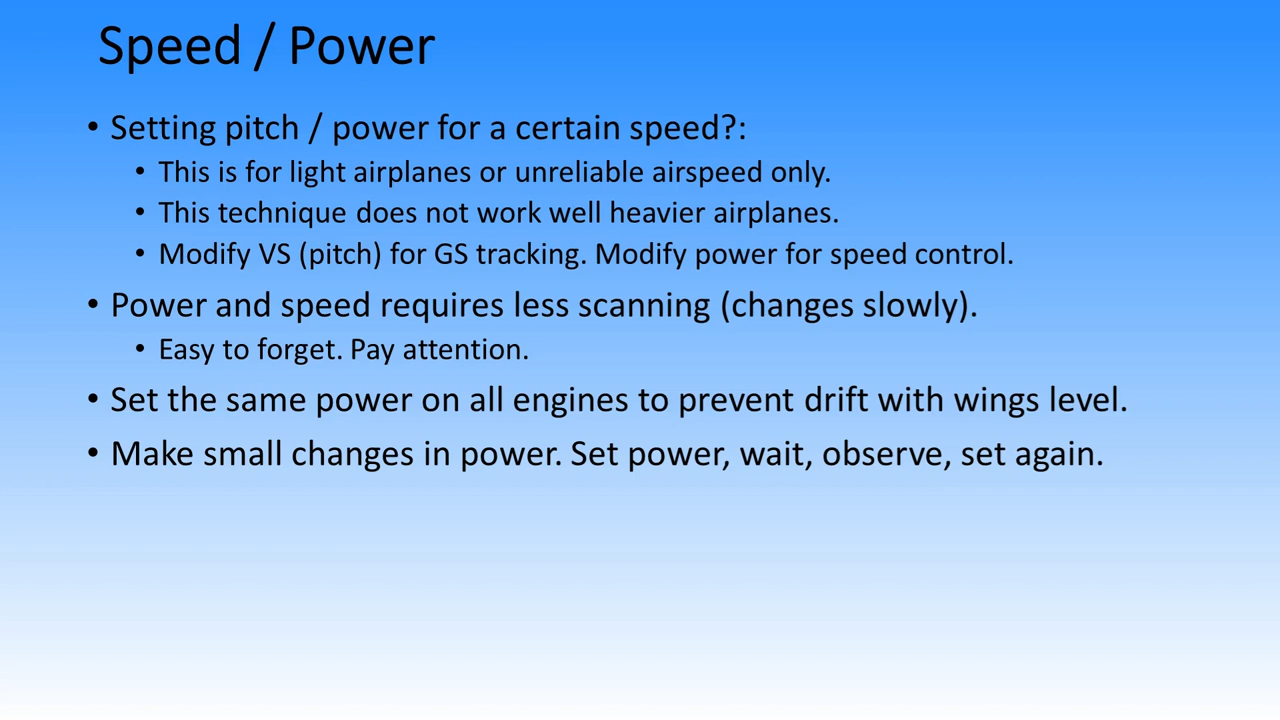 Speed / Power
• Setting pitch / power for a certain speed?:
• This is for light airplanes or unreliable airspeed only.
• This technique does not work well heavier airplanes.
• Modify VS (pitch) for GS tracking. Modify power for speed control.
• Power and speed requires less scanning (changes slowly).
• Easy to forget. Pay attention.
• Set the same power on all engines to prevent drift with wings level.
• Make small changes in power. Set power, wait, observe, set again.